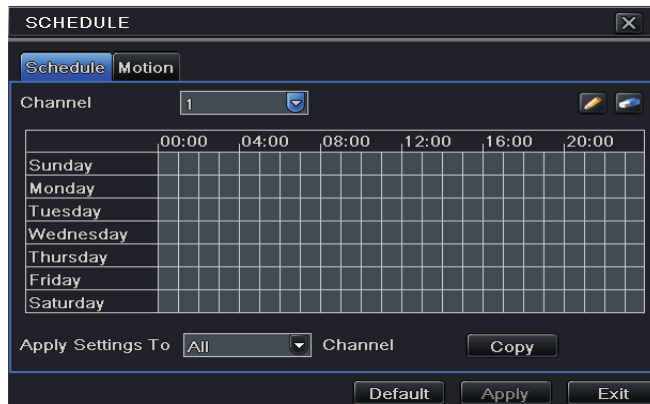 SCHEDULE
Schedule Motion
Channel 1
00:00 04:00 08:00 12:00 16:00 20:00
Sunday
Monday
Tuesday
Wednesday
Thursday
Friday
Saturday
Apply Settings To All Channel Copy
Default Apply Exit